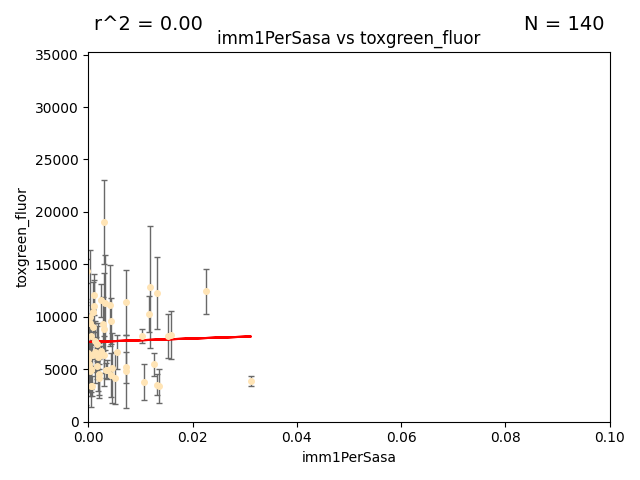 r^2 = 0.00
N = 140
imm1PerSasa vs toxgreen_fluor
35000
30000
25000
20000
15000
10000
5000
0
toxgreen_fluor
0.00
0.02
0.04
0.06
0.08
0.10
imm1PerSasa